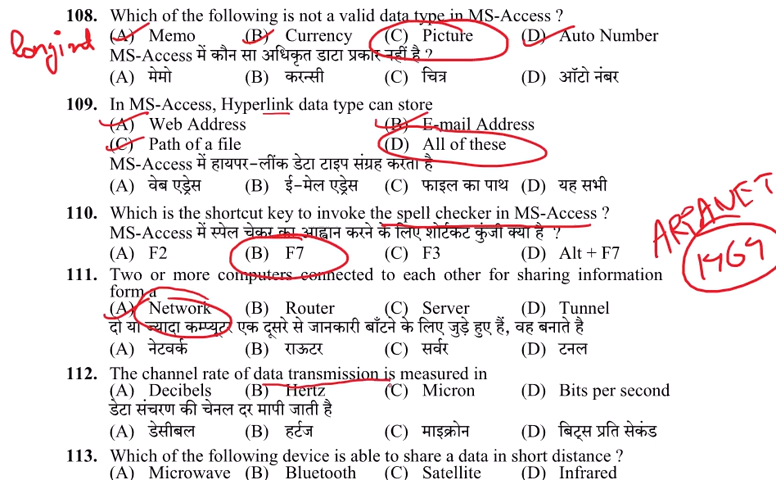 108. Which of the following is not a valid data type in MS-Access ?
longind
(A) Memo (B) Currency (C) Picture (D) Auto Number
MS-Access में कौन सा अधिकृत डाटा प्रकार नहीं है ?
(A) मेमो (B) करन्सी (C) चित्र (D) ऑटो नंबर
109. In MS-Access, Hyperlink data type can store
(A) Web Address (B) E-mail Address
(C) Path of a file (D) All of these
MS-Access में हायपर-लींक डेटा टाइप संग्रह करता है
(A) वेब एड्रेस (B) ई-मेल एड्रेस (C) फाइल का पाथ (D) यह सभी
110. Which is the shortcut key to invoke the spell checker in MS-Access ?
ARPANET
MS-Access में स्पेल चेकर का आह्वान करने के लिए शोर्टकट कुंजी क्या है ?
(A) F2 (B) F7 (C) F3 (D) Alt + F7
1969
111. Two or more computers connected to each other for sharing information
form a
(A) Network (B) Router (C) Server (D) Tunnel
दो या ज्यादा कम्प्यूटर एक दूसरे से जानकारी बाँटने के लिए जुड़े हुए हैं, वह बनाते है
(A) नेटवर्क (B) राऊटर (C) सर्वर (D) टनल
112. The channel rate of data transmission is measured in
(A) Decibels (B) Hertz (C) Micron (D) Bits per second
डेटा संचरण की चेनल दर मापी जाती है
(A) डेसीबल (B) हर्टज (C) माइक्रोन (D) बिट्स प्रति सेकंड
113. Which of the following device is able to share a data in short distance ?
(A) Microwave (B) Bluetooth (C) Satellite (D) Infrared